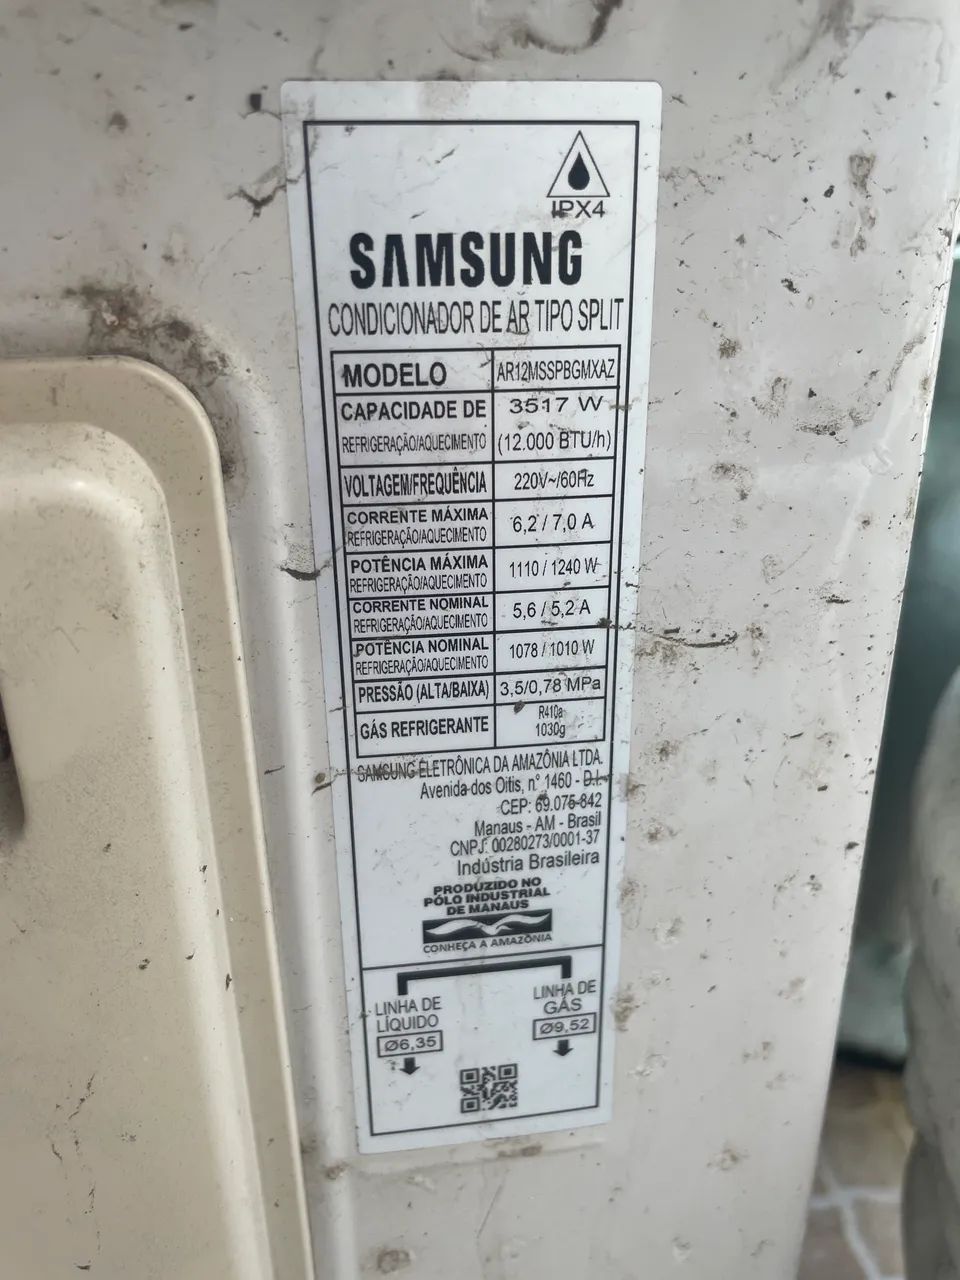 IPX4
SAMSUNG
CONDICIONADOR DE AR TIPO SPLIT
MODELO AR12MSSPBGMXAZ
CAPACIDADE DE 3517 W
REFRIGERAÇÃO/AQUECIMENTO (12.000 BTU/h)
VOLTAGEM/FREQUÊNCIA 220V~/60Hz
CORRENTE MÁXIMA
REFRIGERAÇÃO/AQUECIMENTO 6,2 / 7,0 A
POTÊNCIA MÁXIMA
REFRIGERAÇÃO/AQUECIMENTO 1110 / 1240 W
CORRENTE NOMINAL
REFRIGERAÇÃO/AQUECIMENTO 5,6 / 5,2 A
POTÊNCIA NOMINAL
REFRIGERAÇÃO/AQUECIMENTO 1078 / 1010 W
PRESSÃO (ALTA/BAIXA) 3,5/0,78 MPa
GÁS REFRIGERANTE R410a
1030g
SAMSUNG ELETRÔNICA DA AMAZÔNIA LTDA.
Avenida dos Oitis, n° 1460 - D.I.
CEP: 69.075-842
Manaus - AM - Brasil
CNPJ: 00280273/0001-37
Indústria Brasileira
PRODUZIDO NO
PÓLO INDUSTRIAL
DE MANAUS
CONHEÇA A AMAZÔNIA
LINHA DE
LÍQUIDO
Ø6,35
LINHA DE
GÁS
Ø9,52